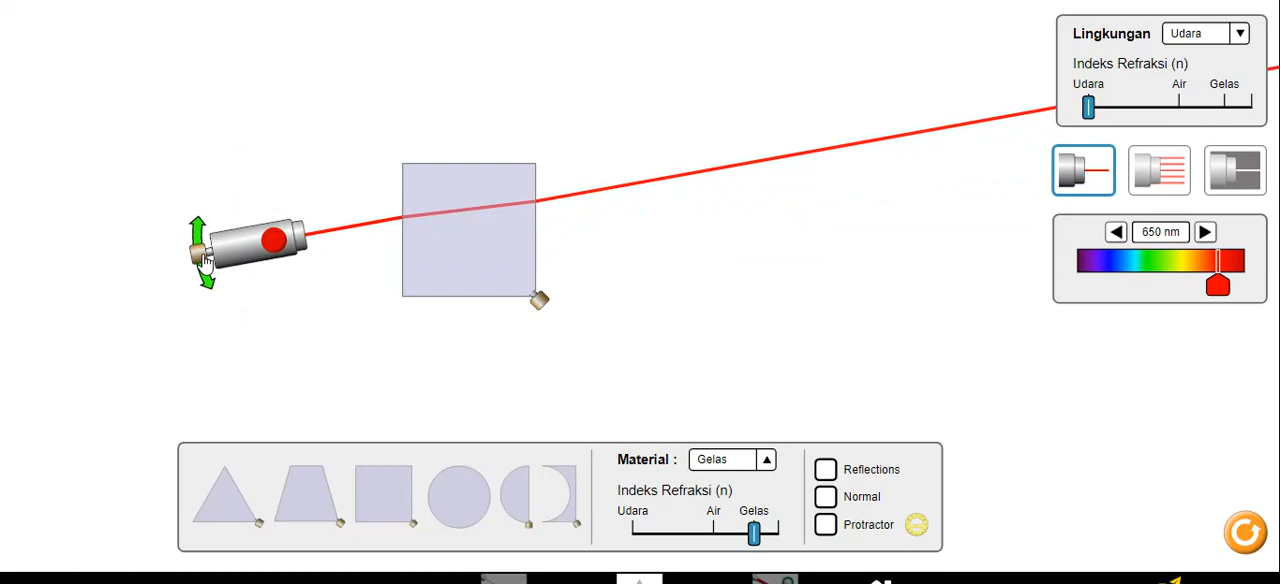 Lingkungan Udara
Indeks Refraksi (n)
Udara Air Gelas
650 nm
Material : Gelas
Indeks Refraksi (n)
Udara Air Gelas
Reflections
Normal
Protractor